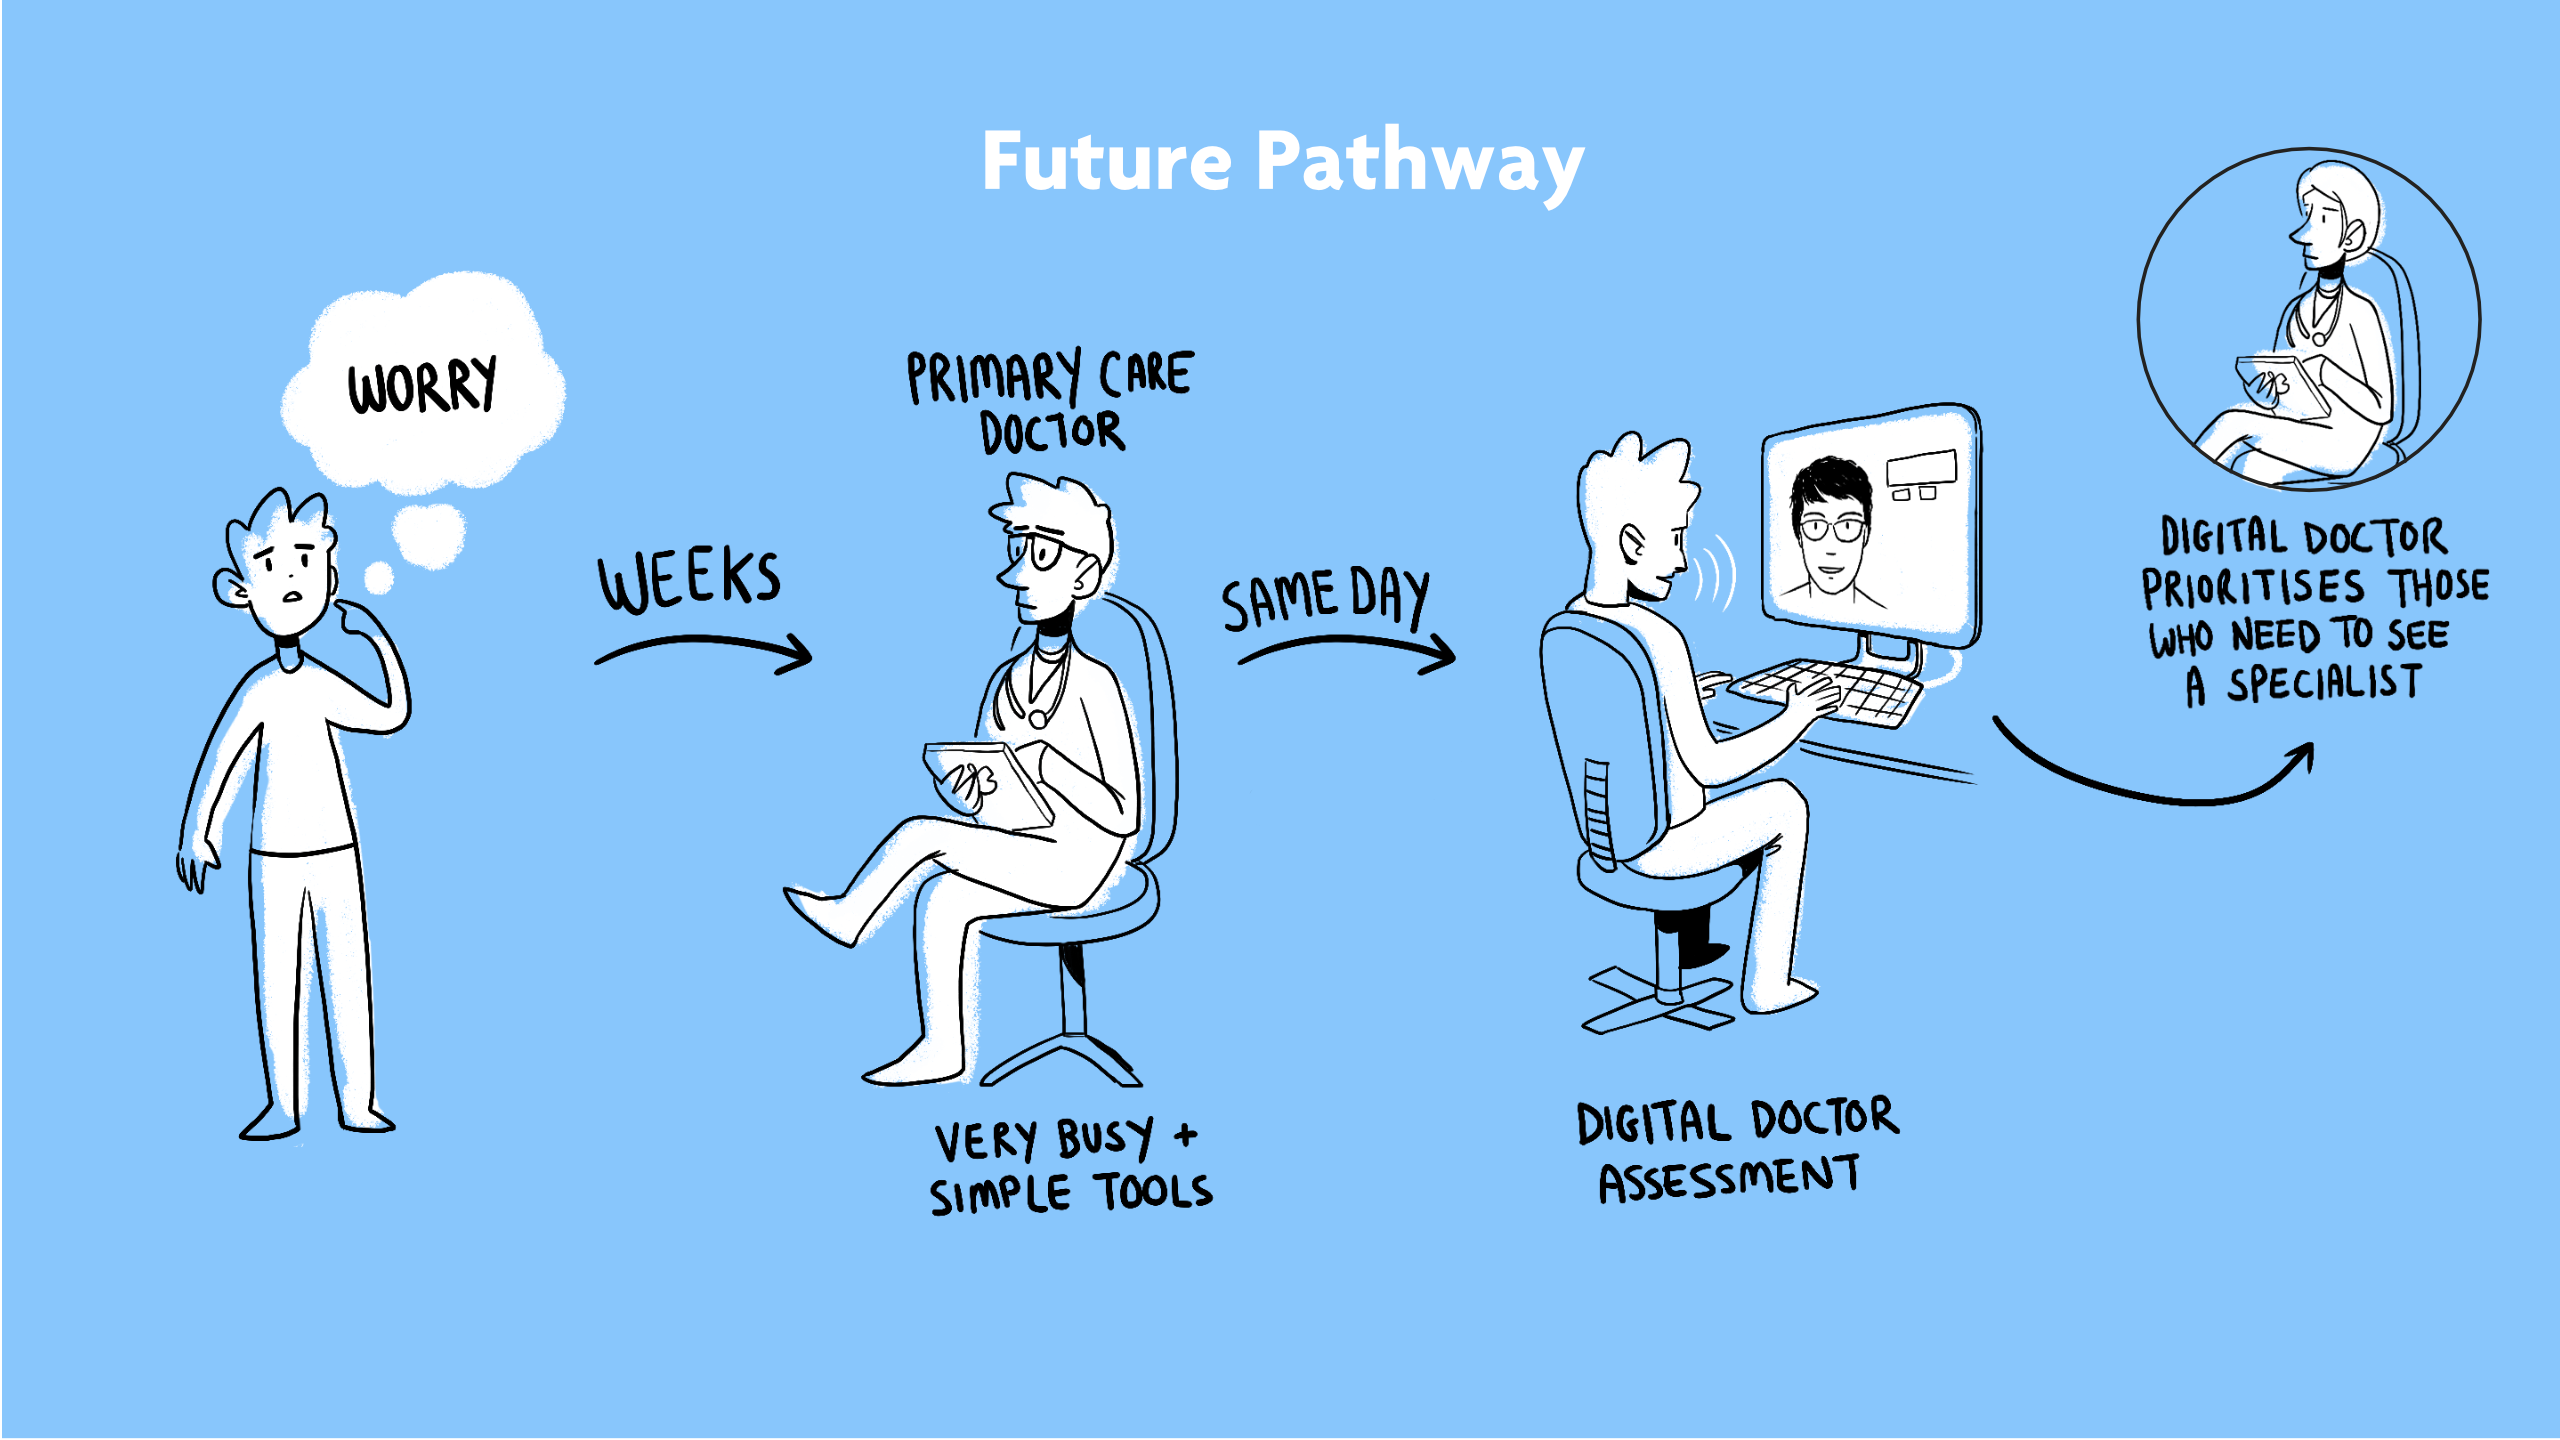 Future Pathway
WORRY
WEEKS
PRIMARY CARE
DOCTOR
VERY BUSY +
SIMPLE TOOLS
SAME DAY
DIGITAL DOCTOR
ASSESSMENT
DIGITAL DOCTOR
PRIORITISES THOSE
WHO NEED TO SEE
A SPECIALIST